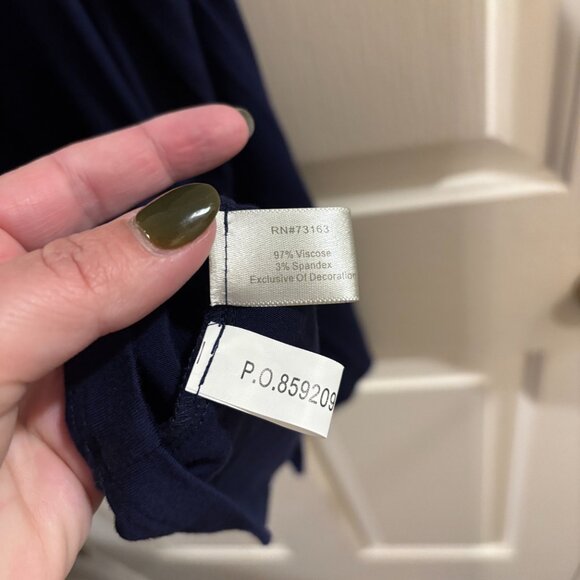 RN#73163
97% Viscose
3% Spandex
Exclusive Of Decoration
P.O.859209